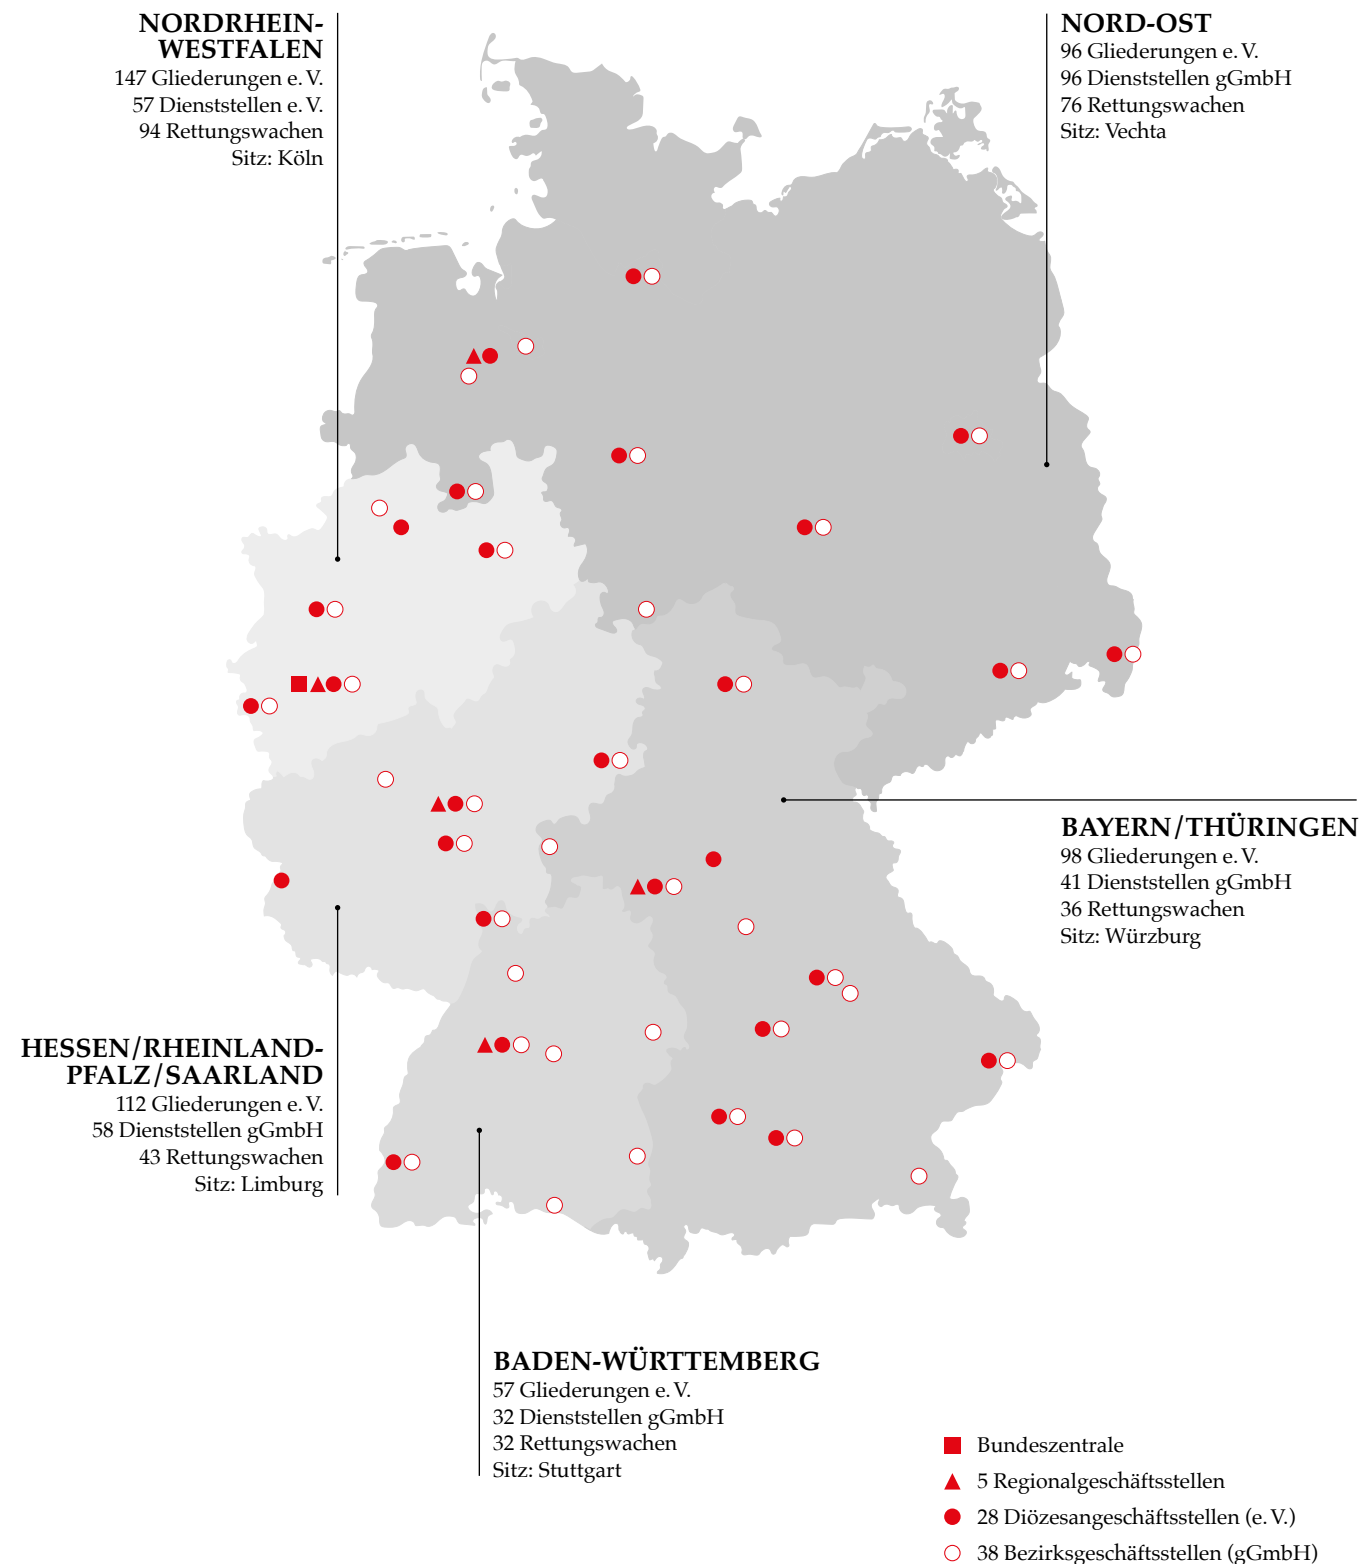 NORDRHEIN-
WESTFALEN
147 Gliederungen e. V.
57 Dienststellen e. V.
94 Rettungswachen
Sitz: Köln
NORD-OST
96 Gliederungen e. V.
96 Dienststellen gGmbH
76 Rettungswachen
Sitz: Vechta
BAYERN/THÜRINGEN
98 Gliederungen e. V.
41 Dienststellen gGmbH
36 Rettungswachen
Sitz: Würzburg
HESSEN/RHEINLAND-
PFALZ/SAARLAND
112 Gliederungen e. V.
58 Dienststellen gGmbH
43 Rettungswachen
Sitz: Limburg
BADEN-WÜRTTEMBERG
57 Gliederungen e. V.
32 Dienststellen gGmbH
32 Rettungswachen
Sitz: Stuttgart
Bundeszentrale
5 Regionalgeschäftsstellen
28 Diözesangeschäftsstellen (e. V.)
38 Bezirksgeschäftsstellen (gGmbH)